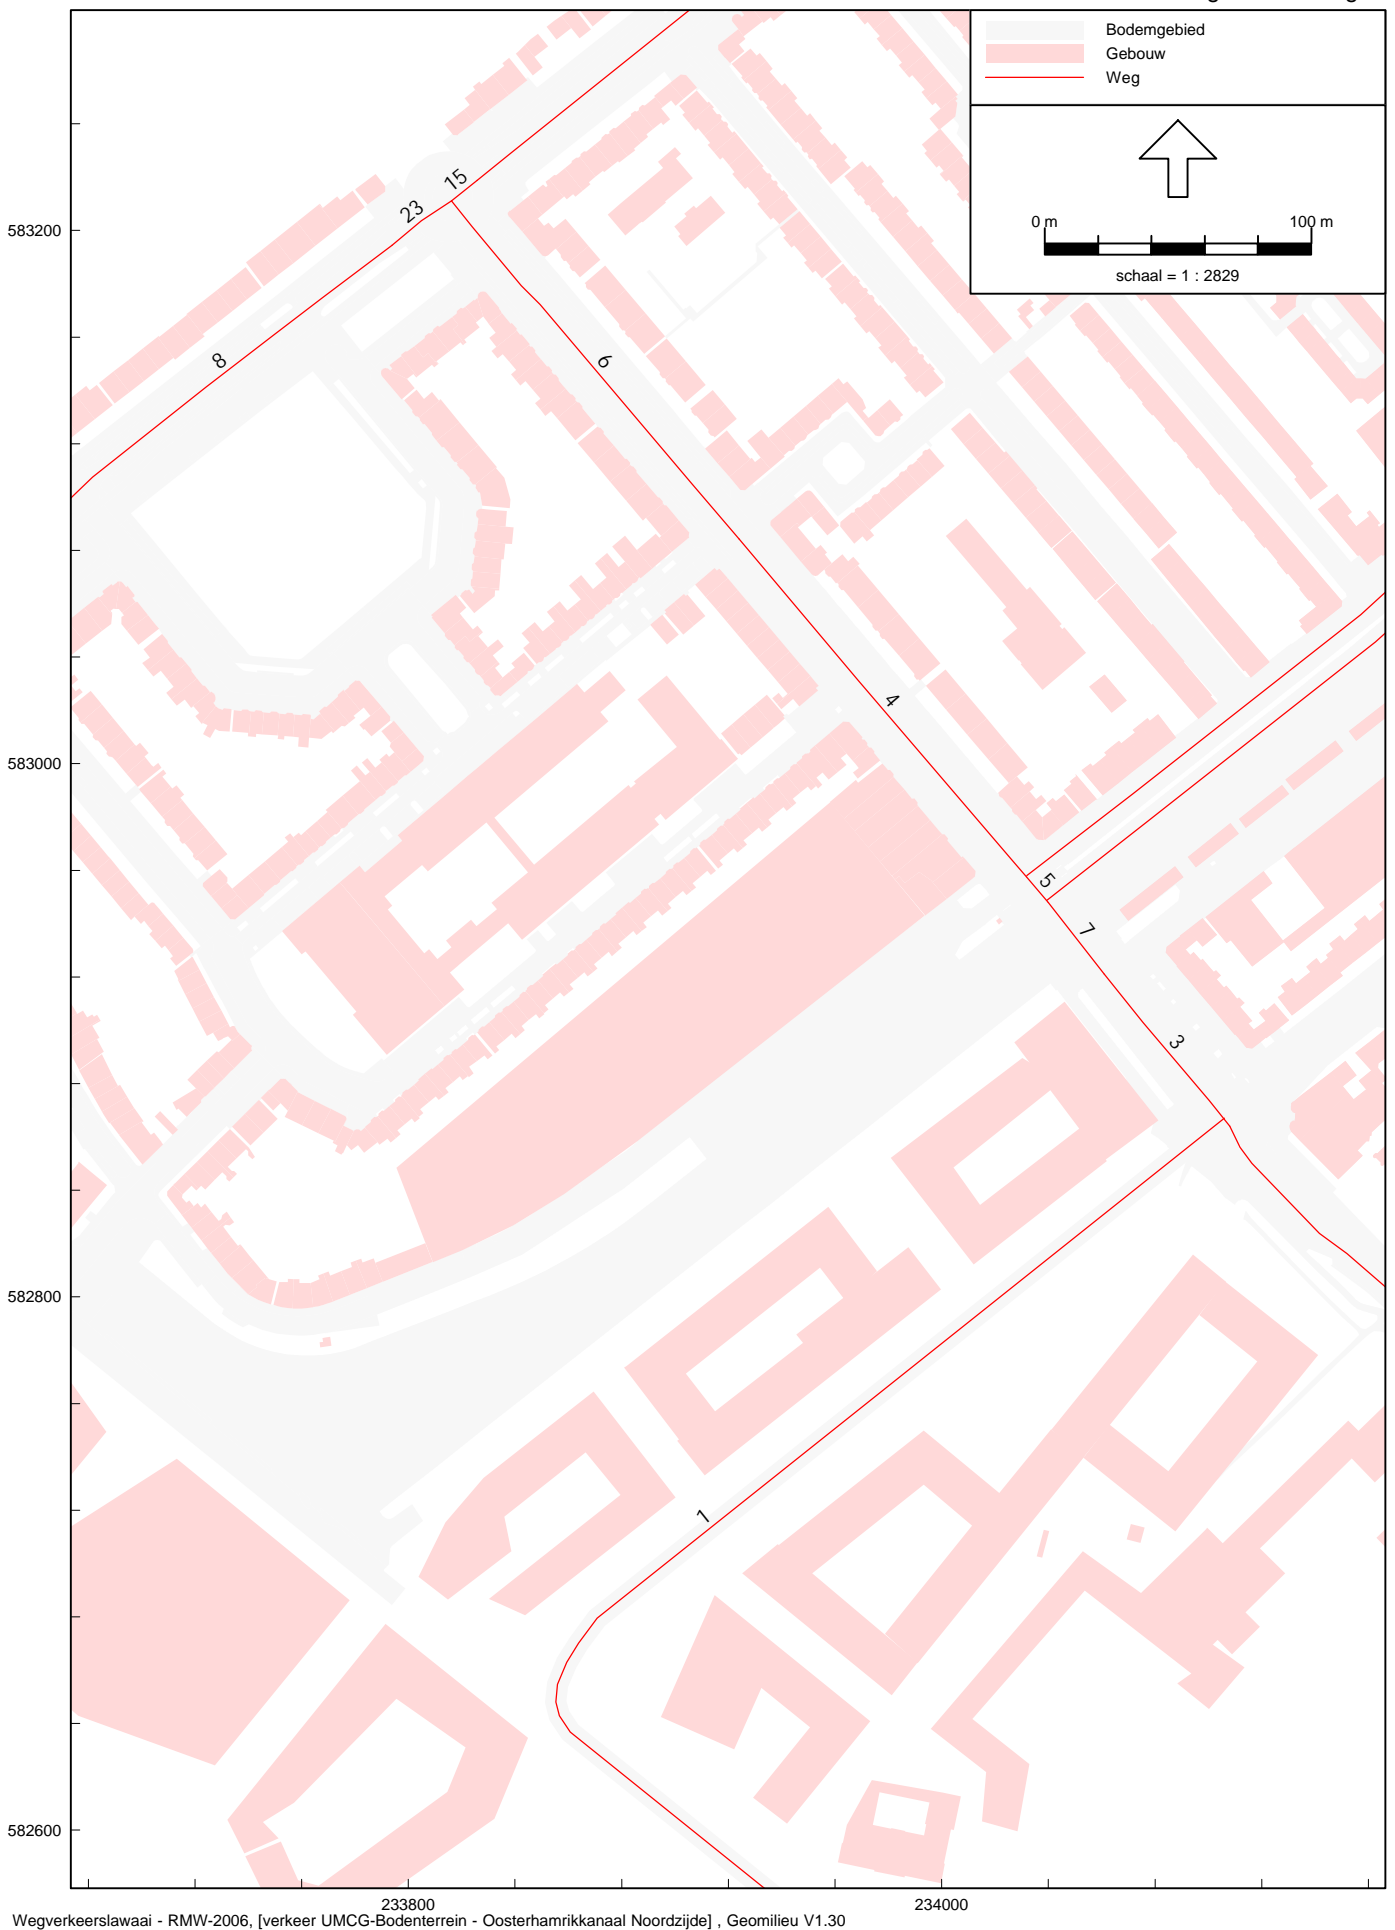 Bodemgebied
Gebouw
Weg
0 m 100 m
schaal = 1 : 2829
583200
583000
582800
582600
15
23
8
6
4
5
7
3
1
233800 234000
Wegverkeerslawaai - RMW-2006, [verkeer UMCG-Bodenterrein - Oosterhamrikkanaal Noordzijde] , Geomilieu V1.30